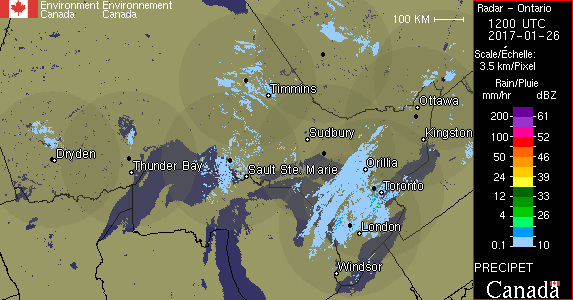 Environment Environnement
Canada Canada
100 KM
Timmins
Ottawa
Sudbury
Kingston
Dryden
Thunder Bay
Sault Ste. Marie
Orillia
Toronto
London
Windsor
Radar - Ontario
1200 UTC
2017-01-26
Scale/Échelle:
3.5 km/Pixel
Rain/Pluie
mm/hr dBZ
200 61
100 52
50 46
24 39
12 33
4 26
0.1 10
PRECIPET
Canada